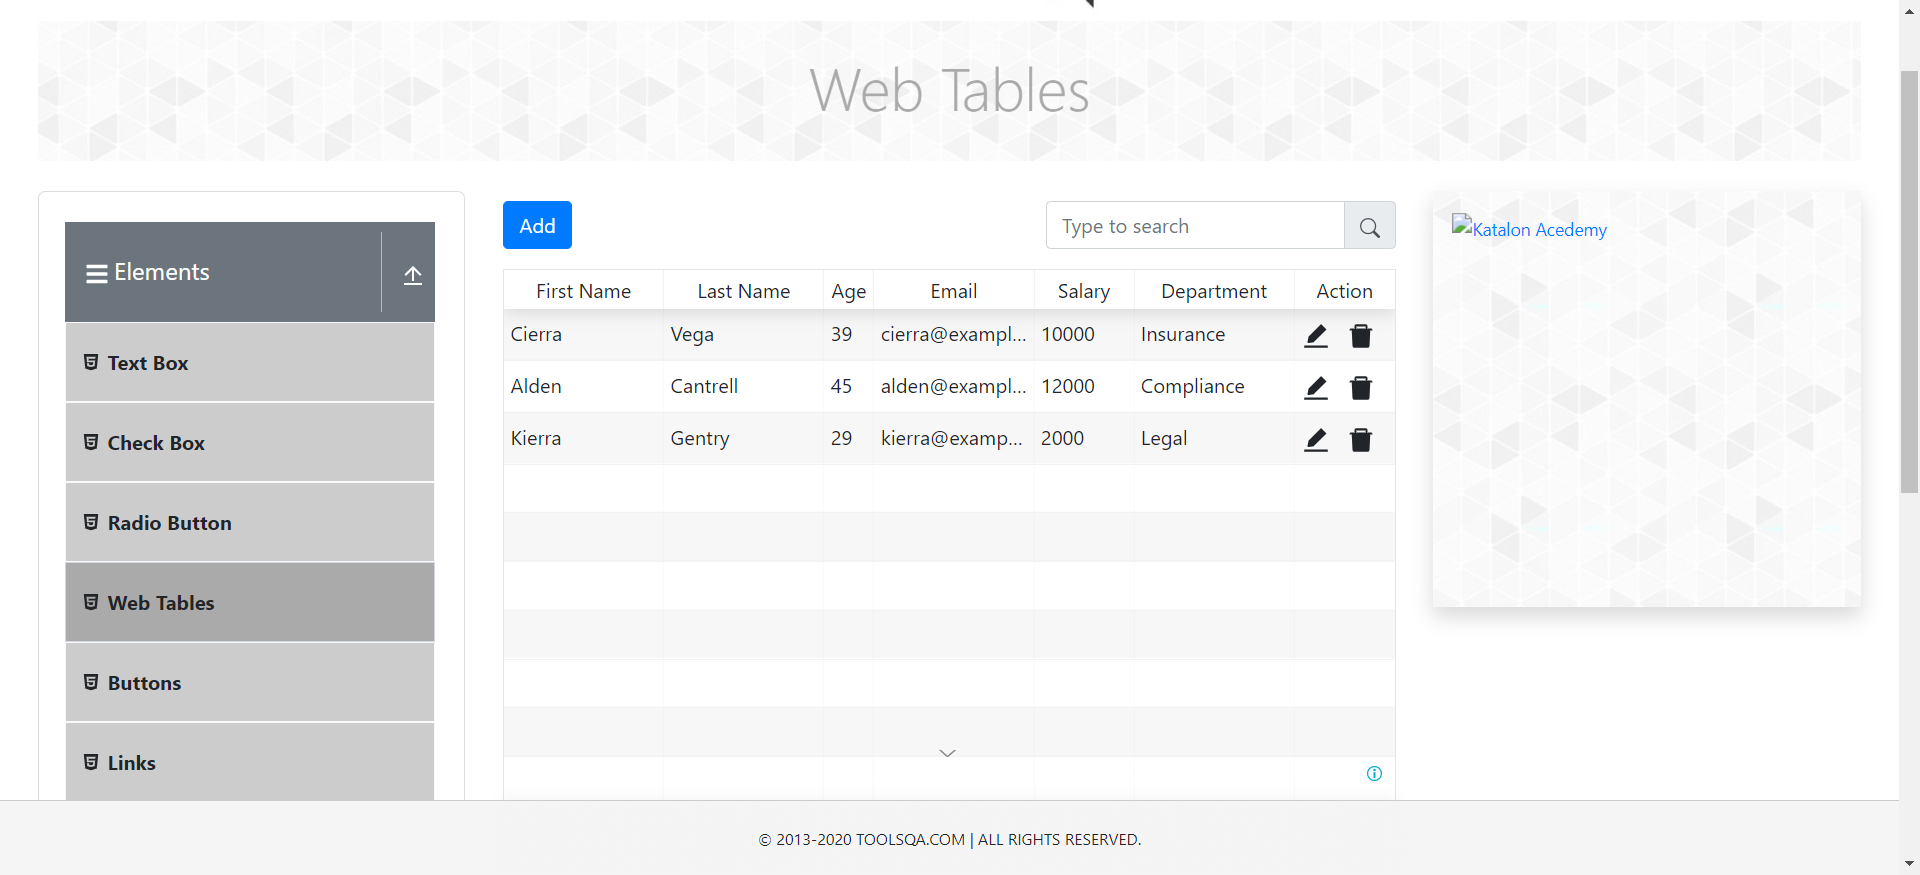 Web Tables
Elements
Text Box
Check Box
Radio Button
Web Tables
Buttons
Links
Add
Type to search
First Name Last Name Age Email Salary Department Action
Cierra Vega 39 cierra@exampl... 10000 Insurance
Alden Cantrell 45 alden@exampl... 12000 Compliance
Kierra Gentry 29 kierra@examp... 2000 Legal
Katalon Acedemy
© 2013-2020 TOOLSQA.COM | ALL RIGHTS RESERVED.